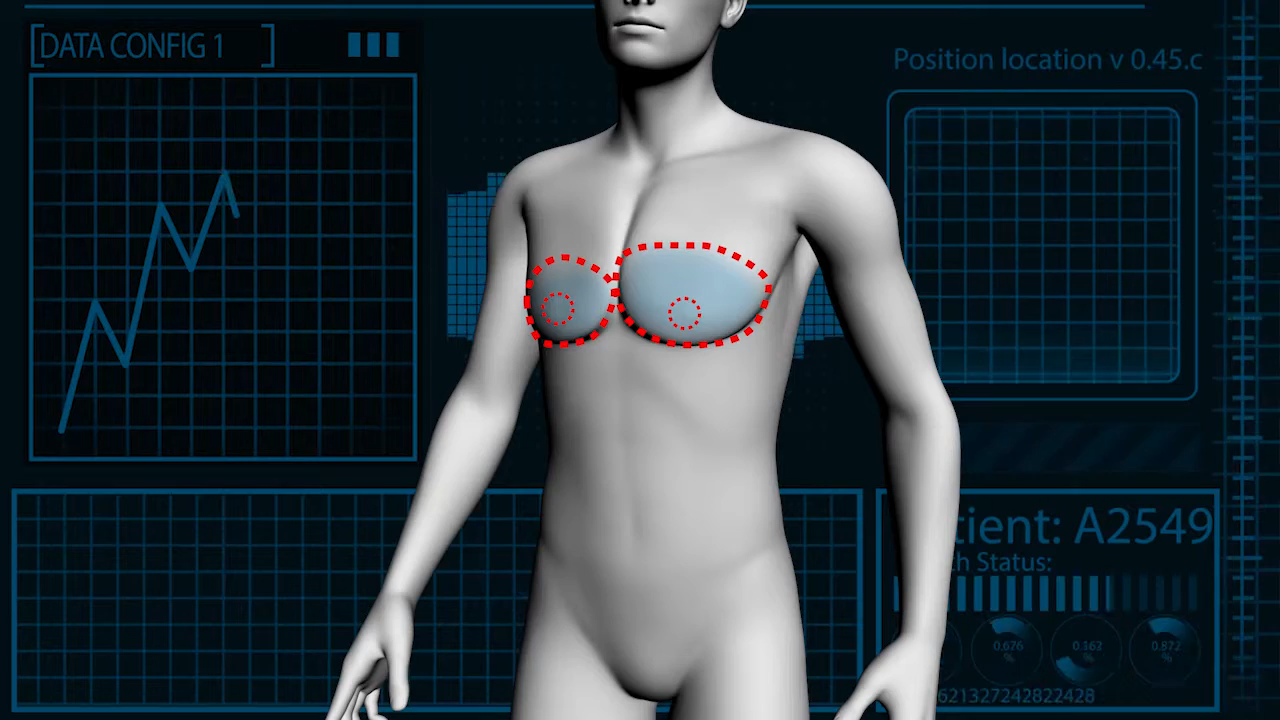 [DATA CONFIG 1 ]
Position location v 0.45.c
tient: A2549
h Status:
0.676 %
0.162 %
0.872 %
621327242822428